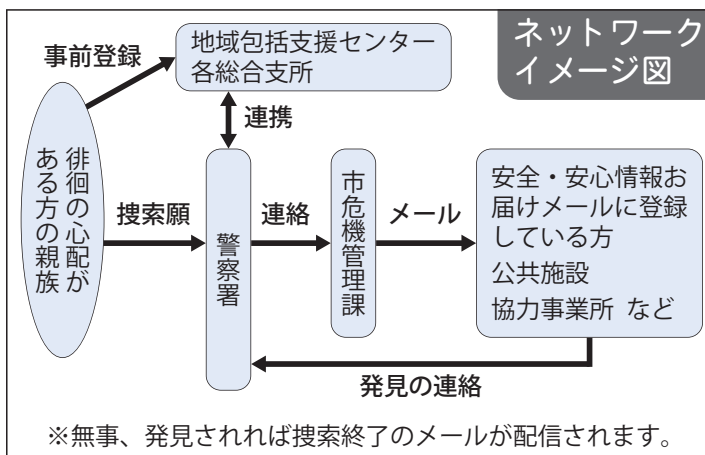 ネットワーク
イメージ図
事前登録
地域包括支援センター
各総合支所
連携
徘徊の心配が
ある方の親族
捜索願
警察署
連絡
市危機管理課
メール
安全・安心情報お
届けメールに登録
している方
公共施設
協力事業所 など
発見の連絡
※無事、発見されれば捜索終了のメールが配信されます。